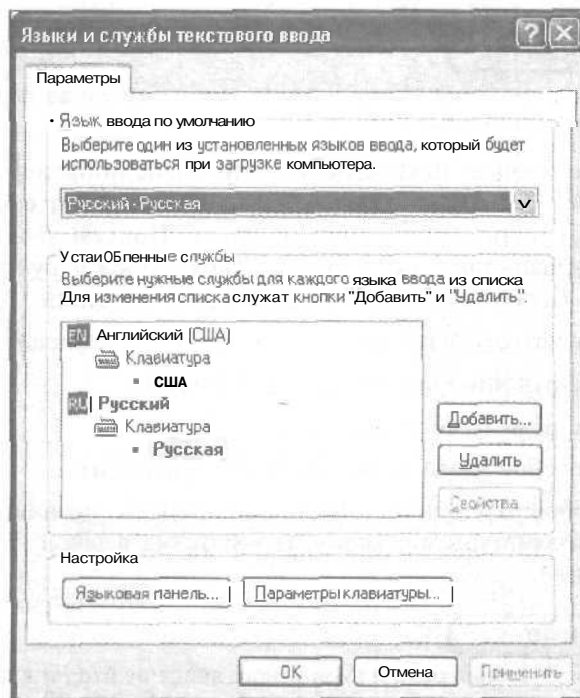 Языки и службы текстового ввода
Параметры
Язык ввода по умолчанию
Выберите один из установленных языков ввода, который будет
использоваться при загрузке компьютера.
Русский - Русская
УстаиОБпенные службы
Выберите нужные службы для каждого языка ввода из списка
Для изменения списка служат кнопки "Добавить" и "Удалить".
EN Английский (США)
Клавиатура
США
RU Русский
Клавиатура
Русская
Добавить...
Удалить
Свойства
Настройка
Языковая панель... Параметры клавиатуры...
OK Отмена Применить